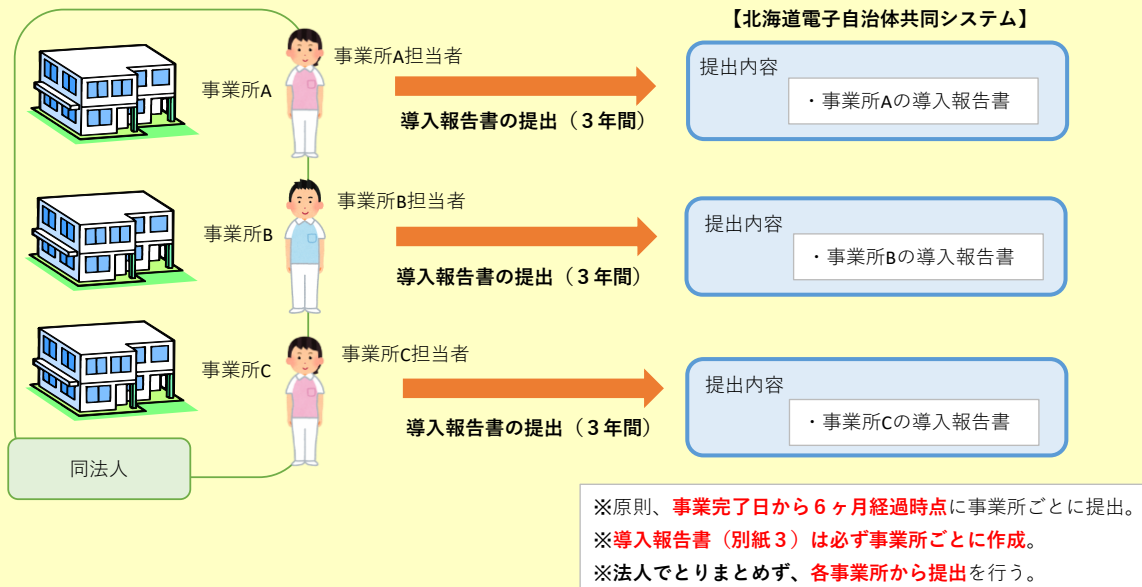 【北海道電子自治体共同システム】
事業所A
事業所A担当者
導入報告書の提出（３年間）
提出内容
・事業所Aの導入報告書
事業所B
事業所B担当者
導入報告書の提出（３年間）
提出内容
・事業所Bの導入報告書
事業所C
事業所C担当者
導入報告書の提出（３年間）
提出内容
・事業所Cの導入報告書
同法人
※原則、事業完了日から６ヶ月経過時点に事業所ごとに提出。
※導入報告書（別紙３）は必ず事業所ごとに作成。
※法人でとりまとめず、各事業所から提出を行う。